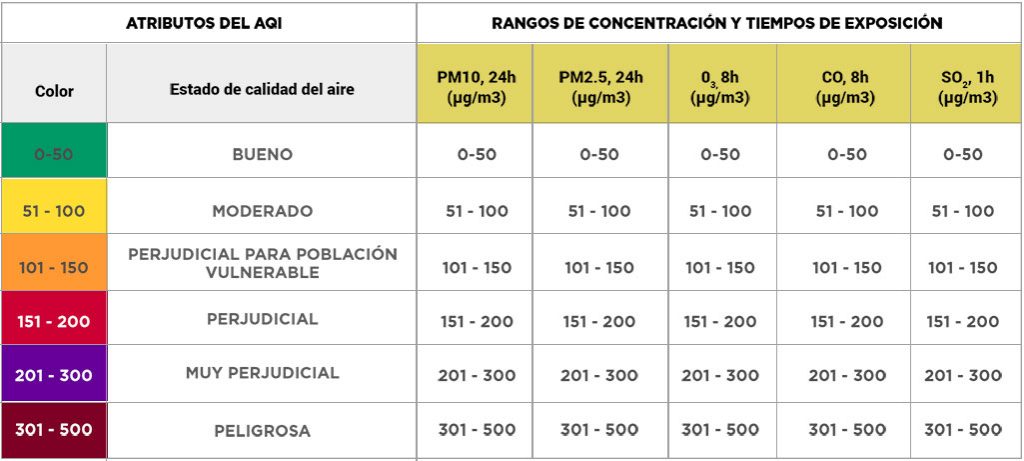 ATRIBUTOS DEL AQI RANGOS DE CONCENTRACIÓN Y TIEMPOS DE EXPOSICIÓN
Color Estado de calidad del aire PM10, 24h PM2.5, 24h 03, 8h CO, 8h SO2, 1h
(µg/m3) (µg/m3) (µg/m3) (µg/m3) (µg/m3)
0-50 BUENO 0-50 0-50 0-50 0-50 0-50
51 - 100 MODERADO 51 - 100 51 - 100 51 - 100 51 - 100 51 - 100
PERJUDICIAL PARA POBLACIÓN
101 - 150 VULNERABLE 101 - 150 101 - 150 101 - 150 101 - 150 101 - 150
151 - 200 PERJUDICIAL 151 - 200 151 - 200 151 - 200 151 - 200 151 - 200
201 - 300 MUY PERJUDICIAL 201 - 300 201 - 300 201 - 300 201 - 300 201 - 300
301 - 500 PELIGROSA 301 - 500 301 - 500 301 - 500 301 - 500 301 - 500